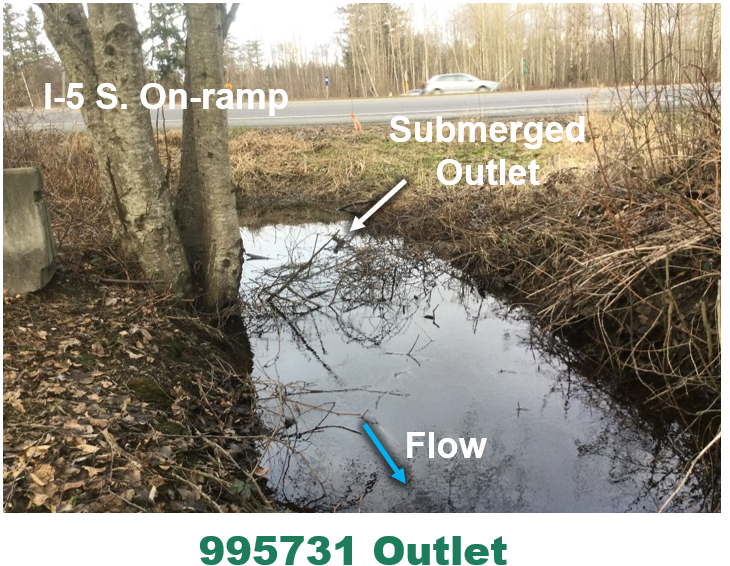 I-5 S. On-ramp
Submerged
Outlet
Flow
995731 Outlet